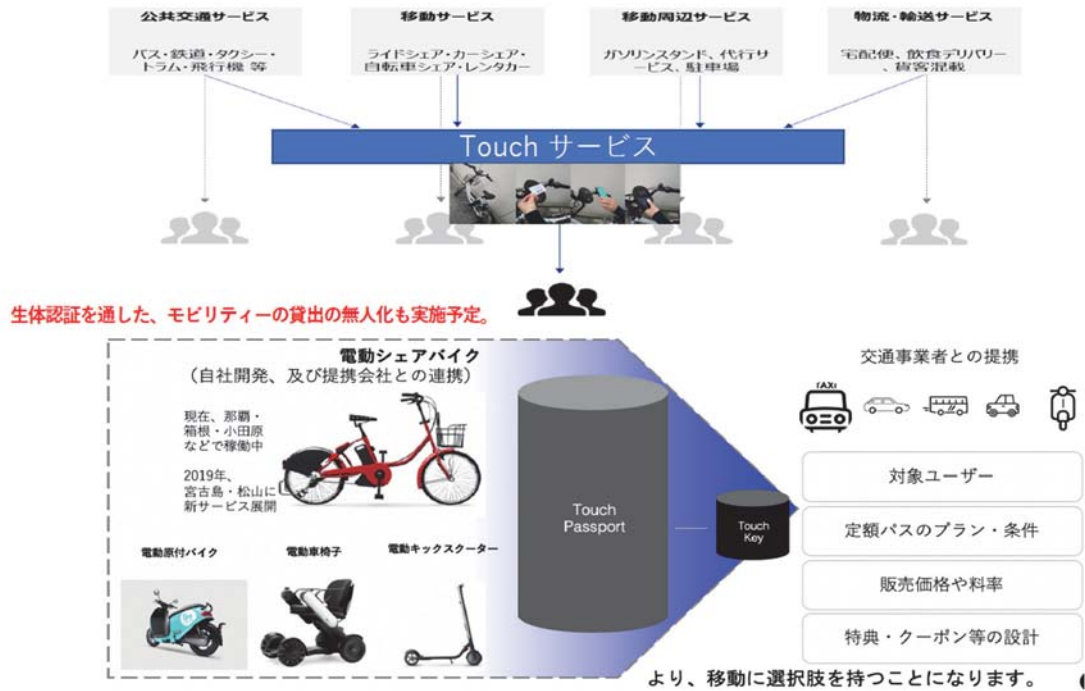 公共交通サービス
バス・鉄道・タクシー・
トラム・飛行機 等
移動サービス
ライドシェア・カーシェア・
自転車シェア・レンタカー
移動周辺サービス
ガソリンスタンド、代行サ
ービス、駐車場
物流・輸送サービス
宅配便、飲食デリバリー
、貨客混載
Touch サービス
生体認証を通した、モビリティーの貸出の無人化も実施予定。
電動シェアバイク
(自社開発、及び提携会社との連携)
現在、那覇・
箱根・小田原
などで稼働中
2019年、
宮古島・松山に
新サービス展開
電動原付バイク
電動車椅子
電動キックスクーター
Touch
Passport
Touch
Key
交通事業者との提携
TAXI
対象ユーザー
定額パスのプラン・条件
販売価格や料率
特典・クーポン等の設計
より、移動に選択肢を持つことになります。